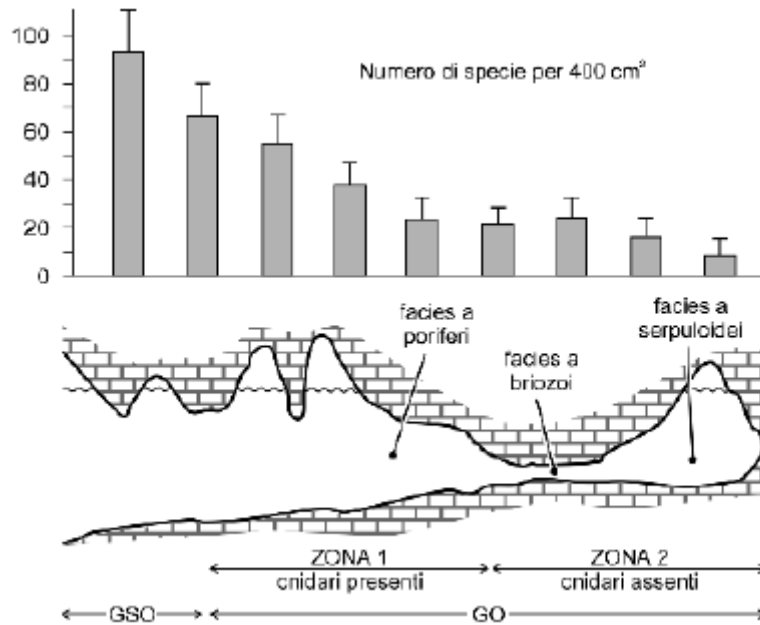 100
80
60
40
20
0
Numero di specie per 400 cm²
facies a
poriferi
facies a
briozoi
facies a
serpuloidei
ZONA 1
cnidari presenti
ZONA 2
cnidari assenti
GSO
GO